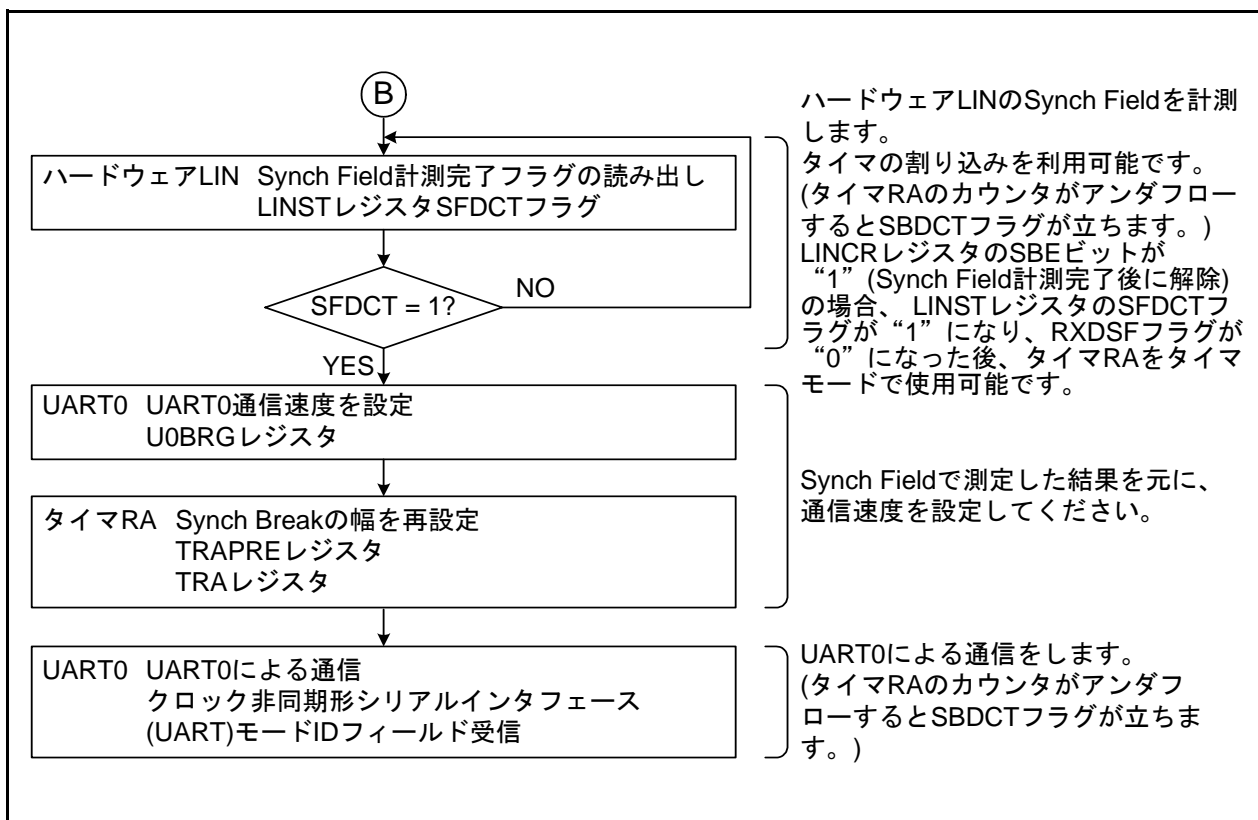 B
ハードウェアLIN Synch Field計測完了フラグの読み出し
LINSTレジスタSFDCTフラグ
SFDCT = 1?
NO
YES
ハードウェアLINのSynch Fieldを計測
します。
タイマの割り込みを利用可能です。
(タイマRAのカウンタがアンダフロー
するとSBDCTフラグが立ちます。)
LINCRレジスタのSBEビットが
“1”(Synch Field計測完了後に解除)
の場合、LINSTレジスタのSFDCTフ
ラグが“1”になり、RXDSFフラグが
“0”になった後、タイマRAをタイマ
モードで使用可能です。
UART0 UART0通信速度を設定
U0BRGレジスタ
タイマRA Synch Breakの幅を再設定
TRAPREレジスタ
TRAレジスタ
Synch Fieldで測定した結果を元に、
通信速度を設定してください。
UART0 UART0による通信
クロック非同期形シリアルインタフェース
(UART)モードIDフィールド受信
UART0による通信をします。
(タイマRAのカウンタがアンダフ
ローするとSBDCTフラグが立ちま
す。)